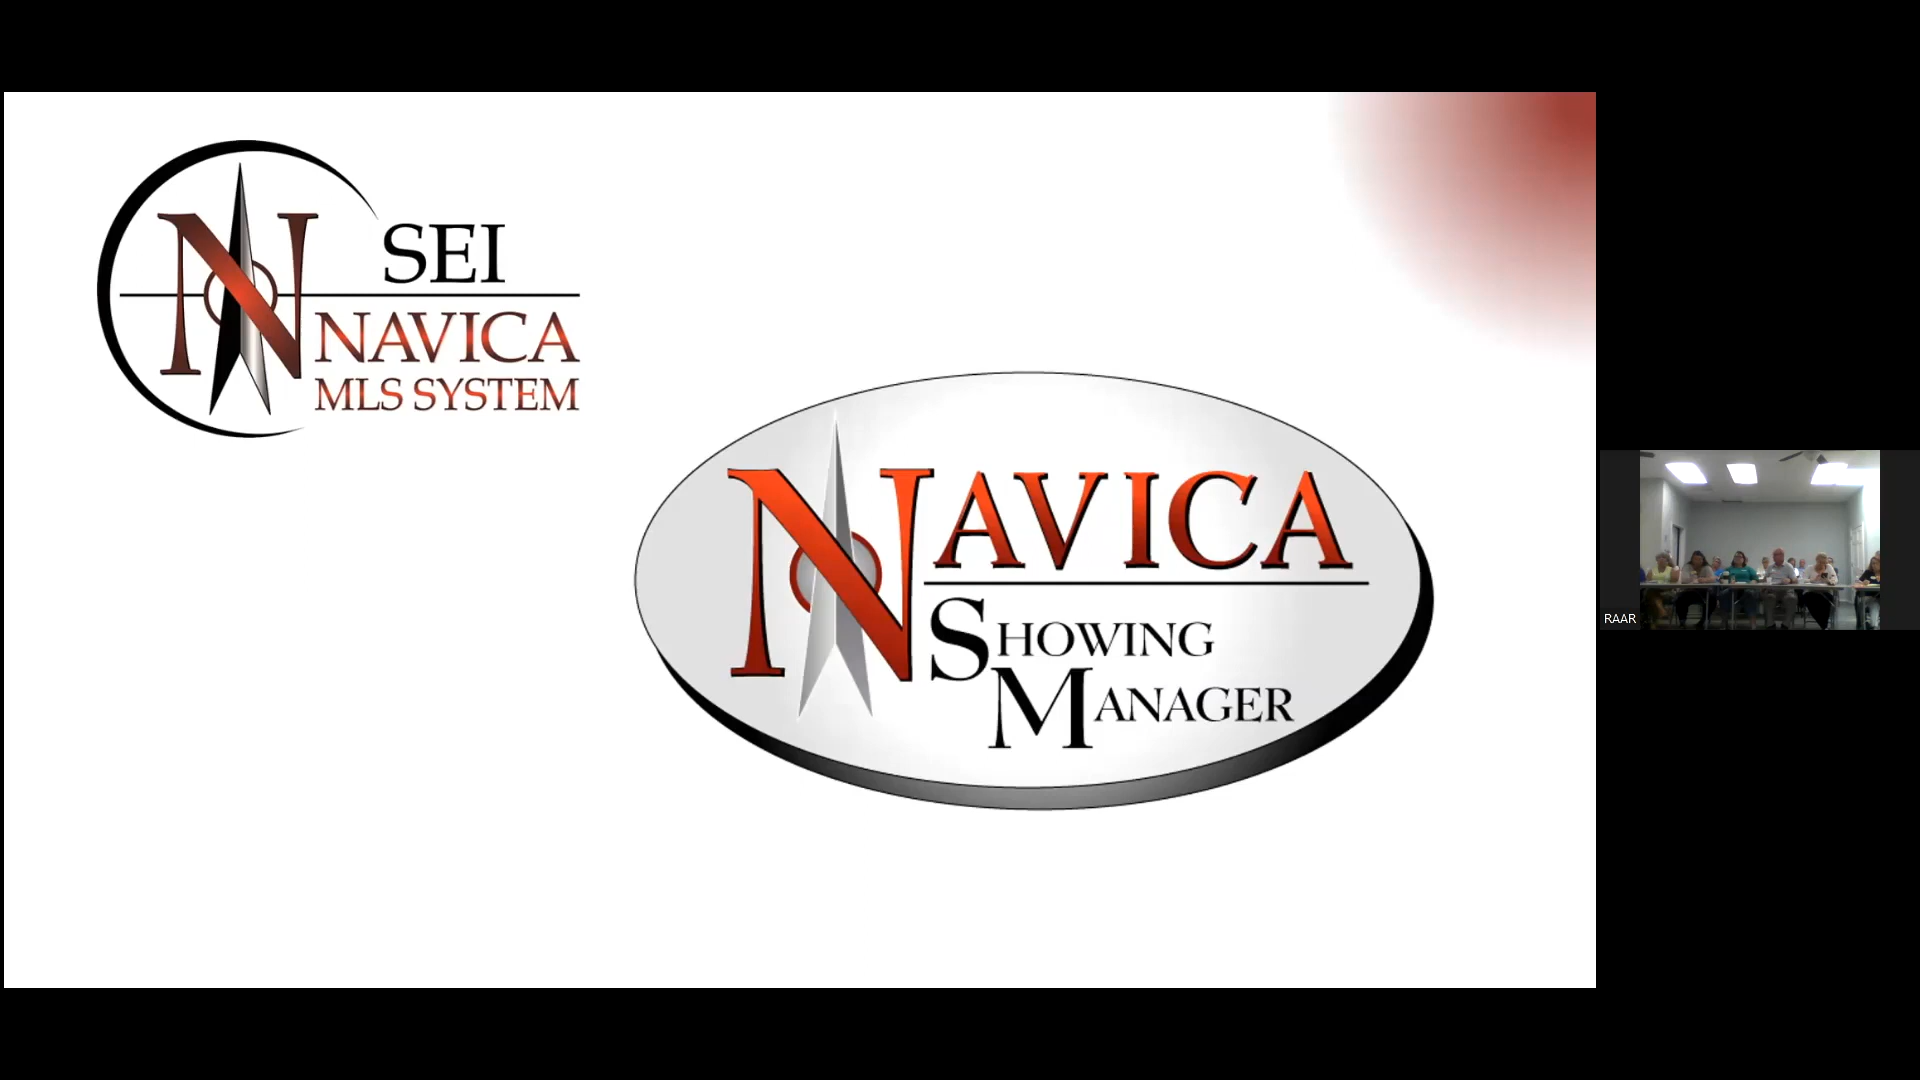 SEI
NAVICA
MLS SYSTEM
NAVICA
SHOWING
MANAGER
RAAR